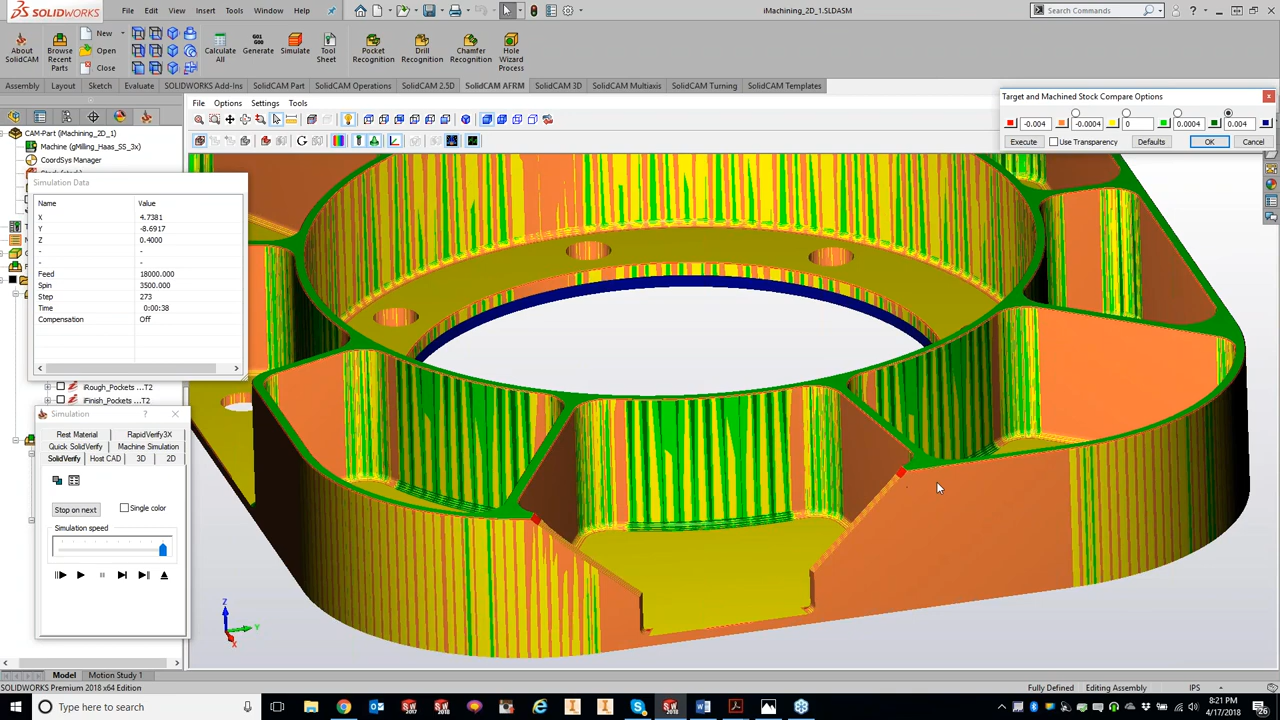 SOLIDWORKS File Edit View Insert Tools Window Help iMachining_2D_1.SLDASM Search Commands
About SolidCAM Browse Recent Parts New Open Close Calculate All Generate Simulate Tool Sheet Pocket Recognition Drill Recognition Chamfer Recognition Hole Wizard Process
Assembly Layout Sketch Evaluate SOLIDWORKS Add-Ins SolidCAM Part SolidCAM Operations SolidCAM 2.5D SolidCAM AFRM SolidCAM 3D SolidCAM Multiaxis SolidCAM Turning SolidCAM Templates
File Options Settings Tools
Target and Machined Stock Compare Options
-0.004 -0.0004 0 0.0004 0.004
Execute Use Transparency Defaults OK Cancel
CAM-Part (iMachining_2D_1)
Machine (gMilling_Haas_SS_3x)
CoordSys Manager
Simulation Data
Name Value
X 4.7381
Y -8.6917
Z 0.4000
- -
- -
Feed 18000.000
Spin 3500.000
Step 273
Time 0:00:38
Compensation Off
iRough_Pockets ...T2
iFinish_Pockets ...T2
Simulation ?
Rest Material RapidVerify3X
Quick SolidVerify Machine Simulation
SolidVerify Host CAD 3D 2D
Stop on next Single color
Simulation speed
Z
Y
X
Model Motion Study 1
SOLIDWORKS Premium 2018 x64 Edition Fully Defined Editing Assembly IPS
Type here to search
8:21 PM
4/17/2018